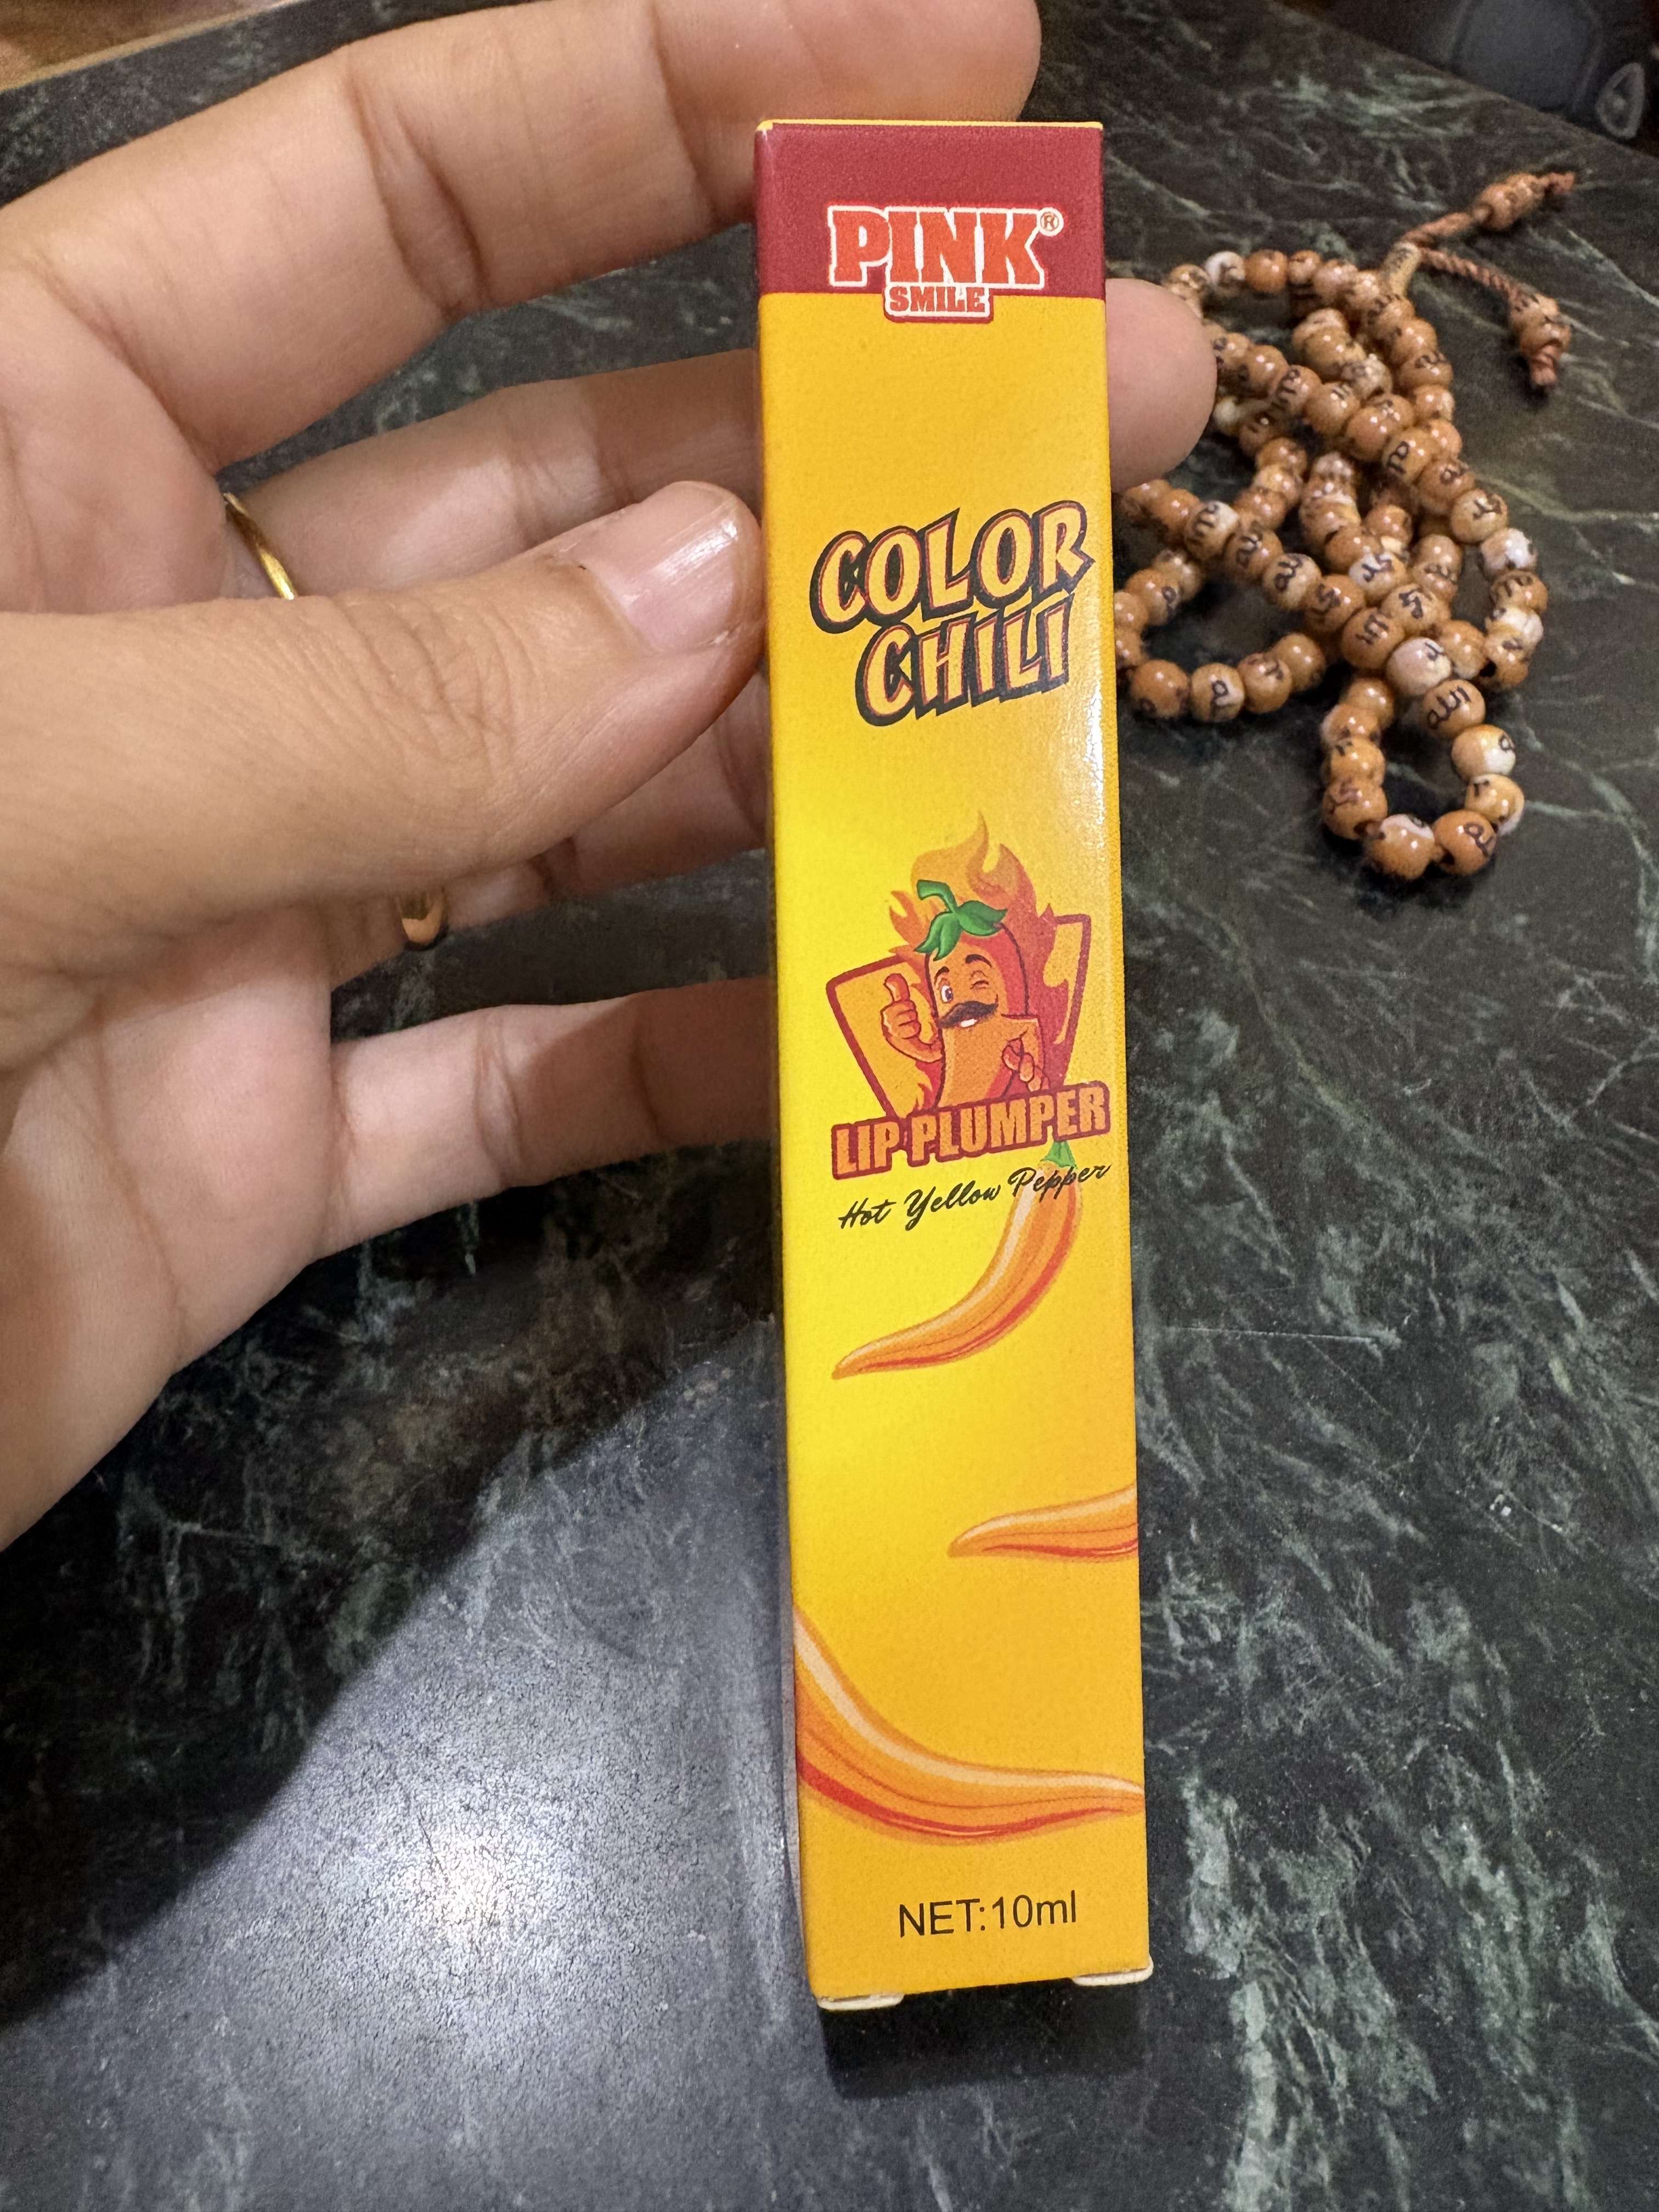 PINK®
SMILE
COLOR
CHILI
LIP PLUMPER
Hot Yellow Pepper
NET:10ml